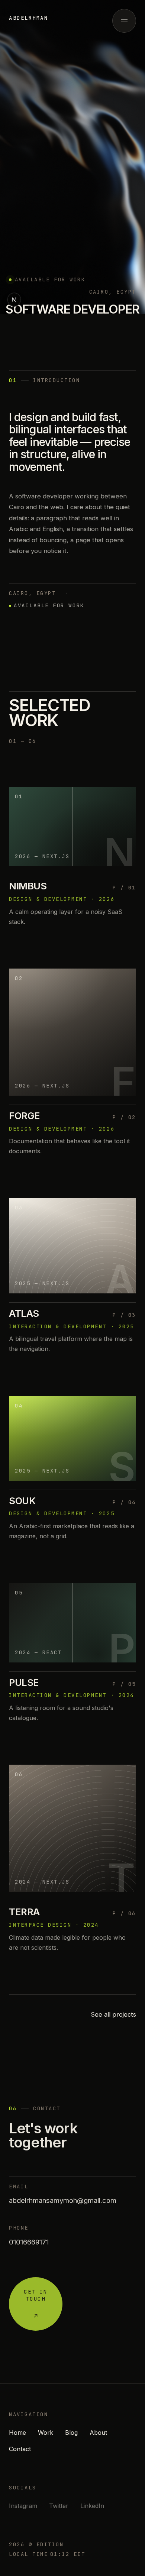 ABDELRHMAN
AVAILABLE FOR WORK
CAIRO, EGYPT
N
SOFTWARE DEVELOPER
01 — INTRODUCTION
I design and build fast,
bilingual interfaces that
feel inevitable — precise
in structure, alive in
movement.
A software developer working between
Cairo and the web. I care about the quiet
details: a paragraph that reads well in
Arabic and English, a transition that settles
instead of bouncing, a page that opens
before you notice it.
CAIRO, EGYPT
AVAILABLE FOR WORK
SELECTED
WORK
01 — 06
01
N
2026 — NEXT.JS
NIMBUS
P / 01
DESIGN & DEVELOPMENT · 2026
A calm operating layer for a noisy SaaS
stack.
02
F
2026 — NEXT.JS
FORGE
P / 02
DESIGN & DEVELOPMENT · 2026
Documentation that behaves like the tool it
documents.
A
2025 — NEXT.JS
ATLAS
P / 03
INTERACTION & DEVELOPMENT · 2025
A bilingual travel platform where the map is
the navigation.
04
S
2025 — NEXT.JS
SOUK
P / 04
DESIGN & DEVELOPMENT · 2025
An Arabic-first marketplace that reads like a
magazine, not a grid.
05
P
2024 — REACT
PULSE
P / 05
INTERACTION & DEVELOPMENT · 2024
A listening room for a sound studio's
catalogue.
06
T
2024 — NEXT.JS
TERRA
P / 06
INTERFACE DESIGN · 2024
Climate data made legible for people who
are not scientists.
See all projects
06 — CONTACT
Let's work
together
EMAIL
abdelrhmansamymoh@gmail.com
PHONE
01016669171
GET IN
TOUCH
↗
NAVIGATION
Home Work Blog About
Contact
SOCIALS
Instagram Twitter LinkedIn
2026 © EDITION
LOCAL TIME 01:12 EET